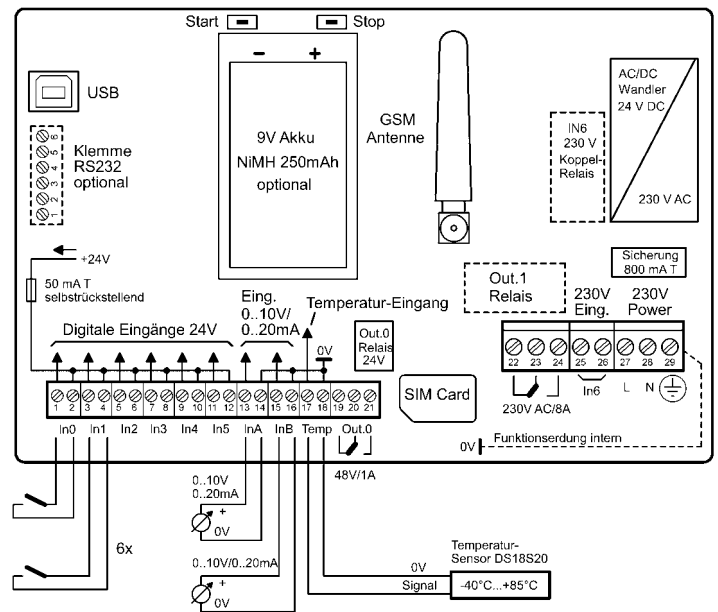 Start
Stop
– +
USB
9V Akku
NiMH 250mAh
optional
GSM
Antenne
AC/DC
Wandler
24 V DC
230 V AC
IN6
230 V
Koppel-
Relais
6
5
4
3
2
1
Klemme
RS232
optional
+24V
50 mA T
selbstrückstellend
Sicherung
800 mA T
Out.1
Relais
230V
Eing.
230V
Power
Eing.
0..10V/
0..20mA
Temperatur-Eingang
Digitale Eingänge 24V
0V
Out.0
Relais
24V
22 23 24 25 26 27 28 29
SIM Card
1 2 3 4 5 6 7 8 9 10 11 12 13 14 15 16 17 18 19 20 21
In6
L N
230V AC/8A
In0 In1 In2 In3 In4 In5 InA InB Temp Out.0
Funktionserdung intern
0V
48V/1A
0..10V
0..20mA
+
0V
6x
0..10V/0..20mA
+
0V
Temperatur-
Sensor DS18S20
0V
Signal
-40°C...+85°C